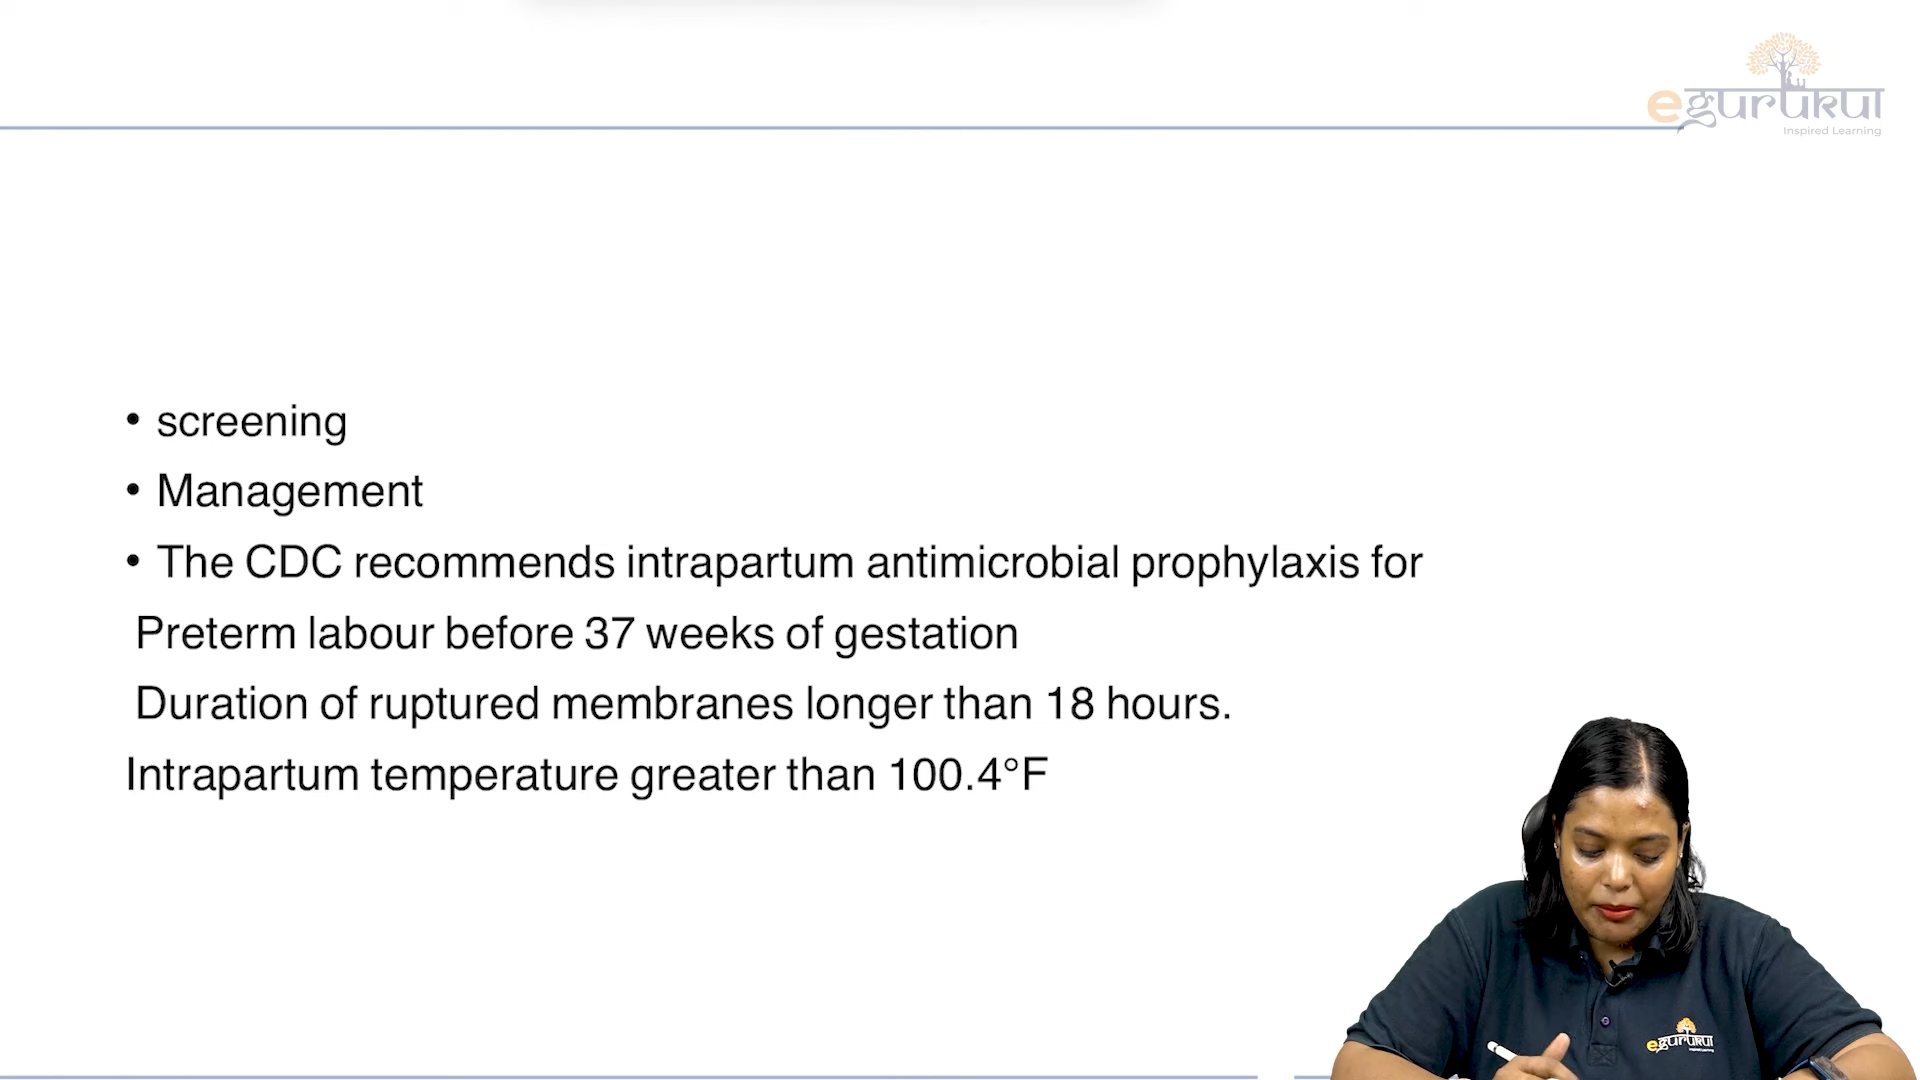 egurukul
Inspired Learning
• screening
• Management
• The CDC recommends intrapartum antimicrobial prophylaxis for
Preterm labour before 37 weeks of gestation
Duration of ruptured membranes longer than 18 hours.
Intrapartum temperature greater than 100.4°F
egurukul